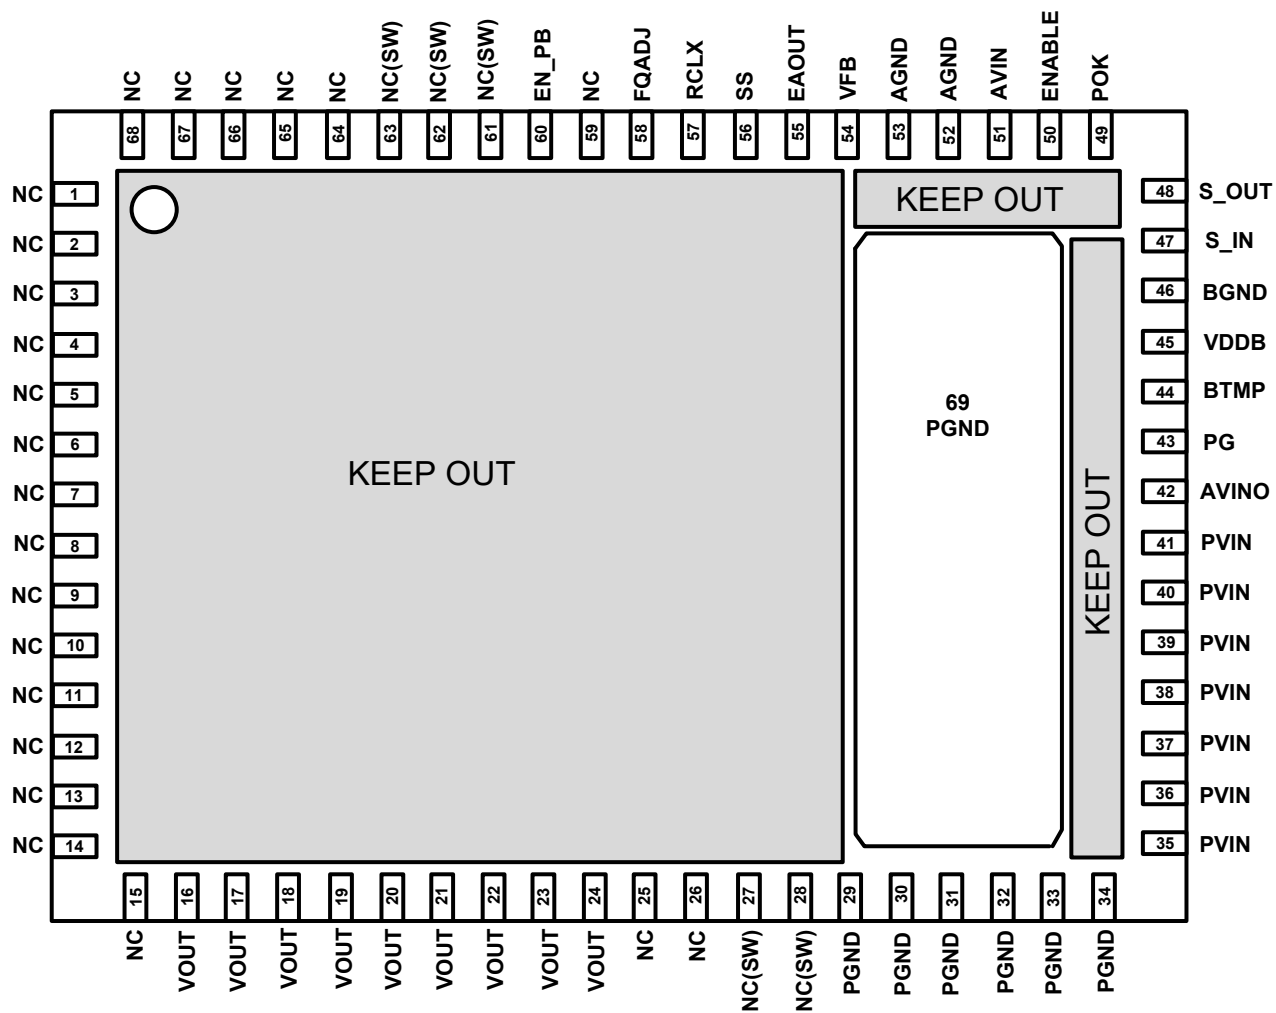 NC NC NC NC NC NC(SW) NC(SW) NC(SW) EN_PB NC FQADJ RCLX SS EAOUT VFB AGND AGND AVIN ENABLE POK
68 67 66 65 64 63 62 61 60 59 58 57 56 55 54 53 52 51 50 49
NC 1
NC 2
NC 3
NC 4
NC 5
NC 6
NC 7
NC 8
NC 9
NC 10
NC 11
NC 12
NC 13
NC 14
KEEP OUT
KEEP OUT
69
PGND
KEEP OUT
48 S_OUT
47 S_IN
46 BGND
45 VDDB
44 BTMP
43 PG
42 AVINO
41 PVIN
40 PVIN
39 PVIN
38 PVIN
37 PVIN
36 PVIN
35 PVIN
15 16 17 18 19 20 21 22 23 24 25 26 27 28 29 30 31 32 33 34
NC VOUT VOUT VOUT VOUT VOUT VOUT VOUT VOUT VOUT NC NC NC(SW) NC(SW) PGND PGND PGND PGND PGND PGND